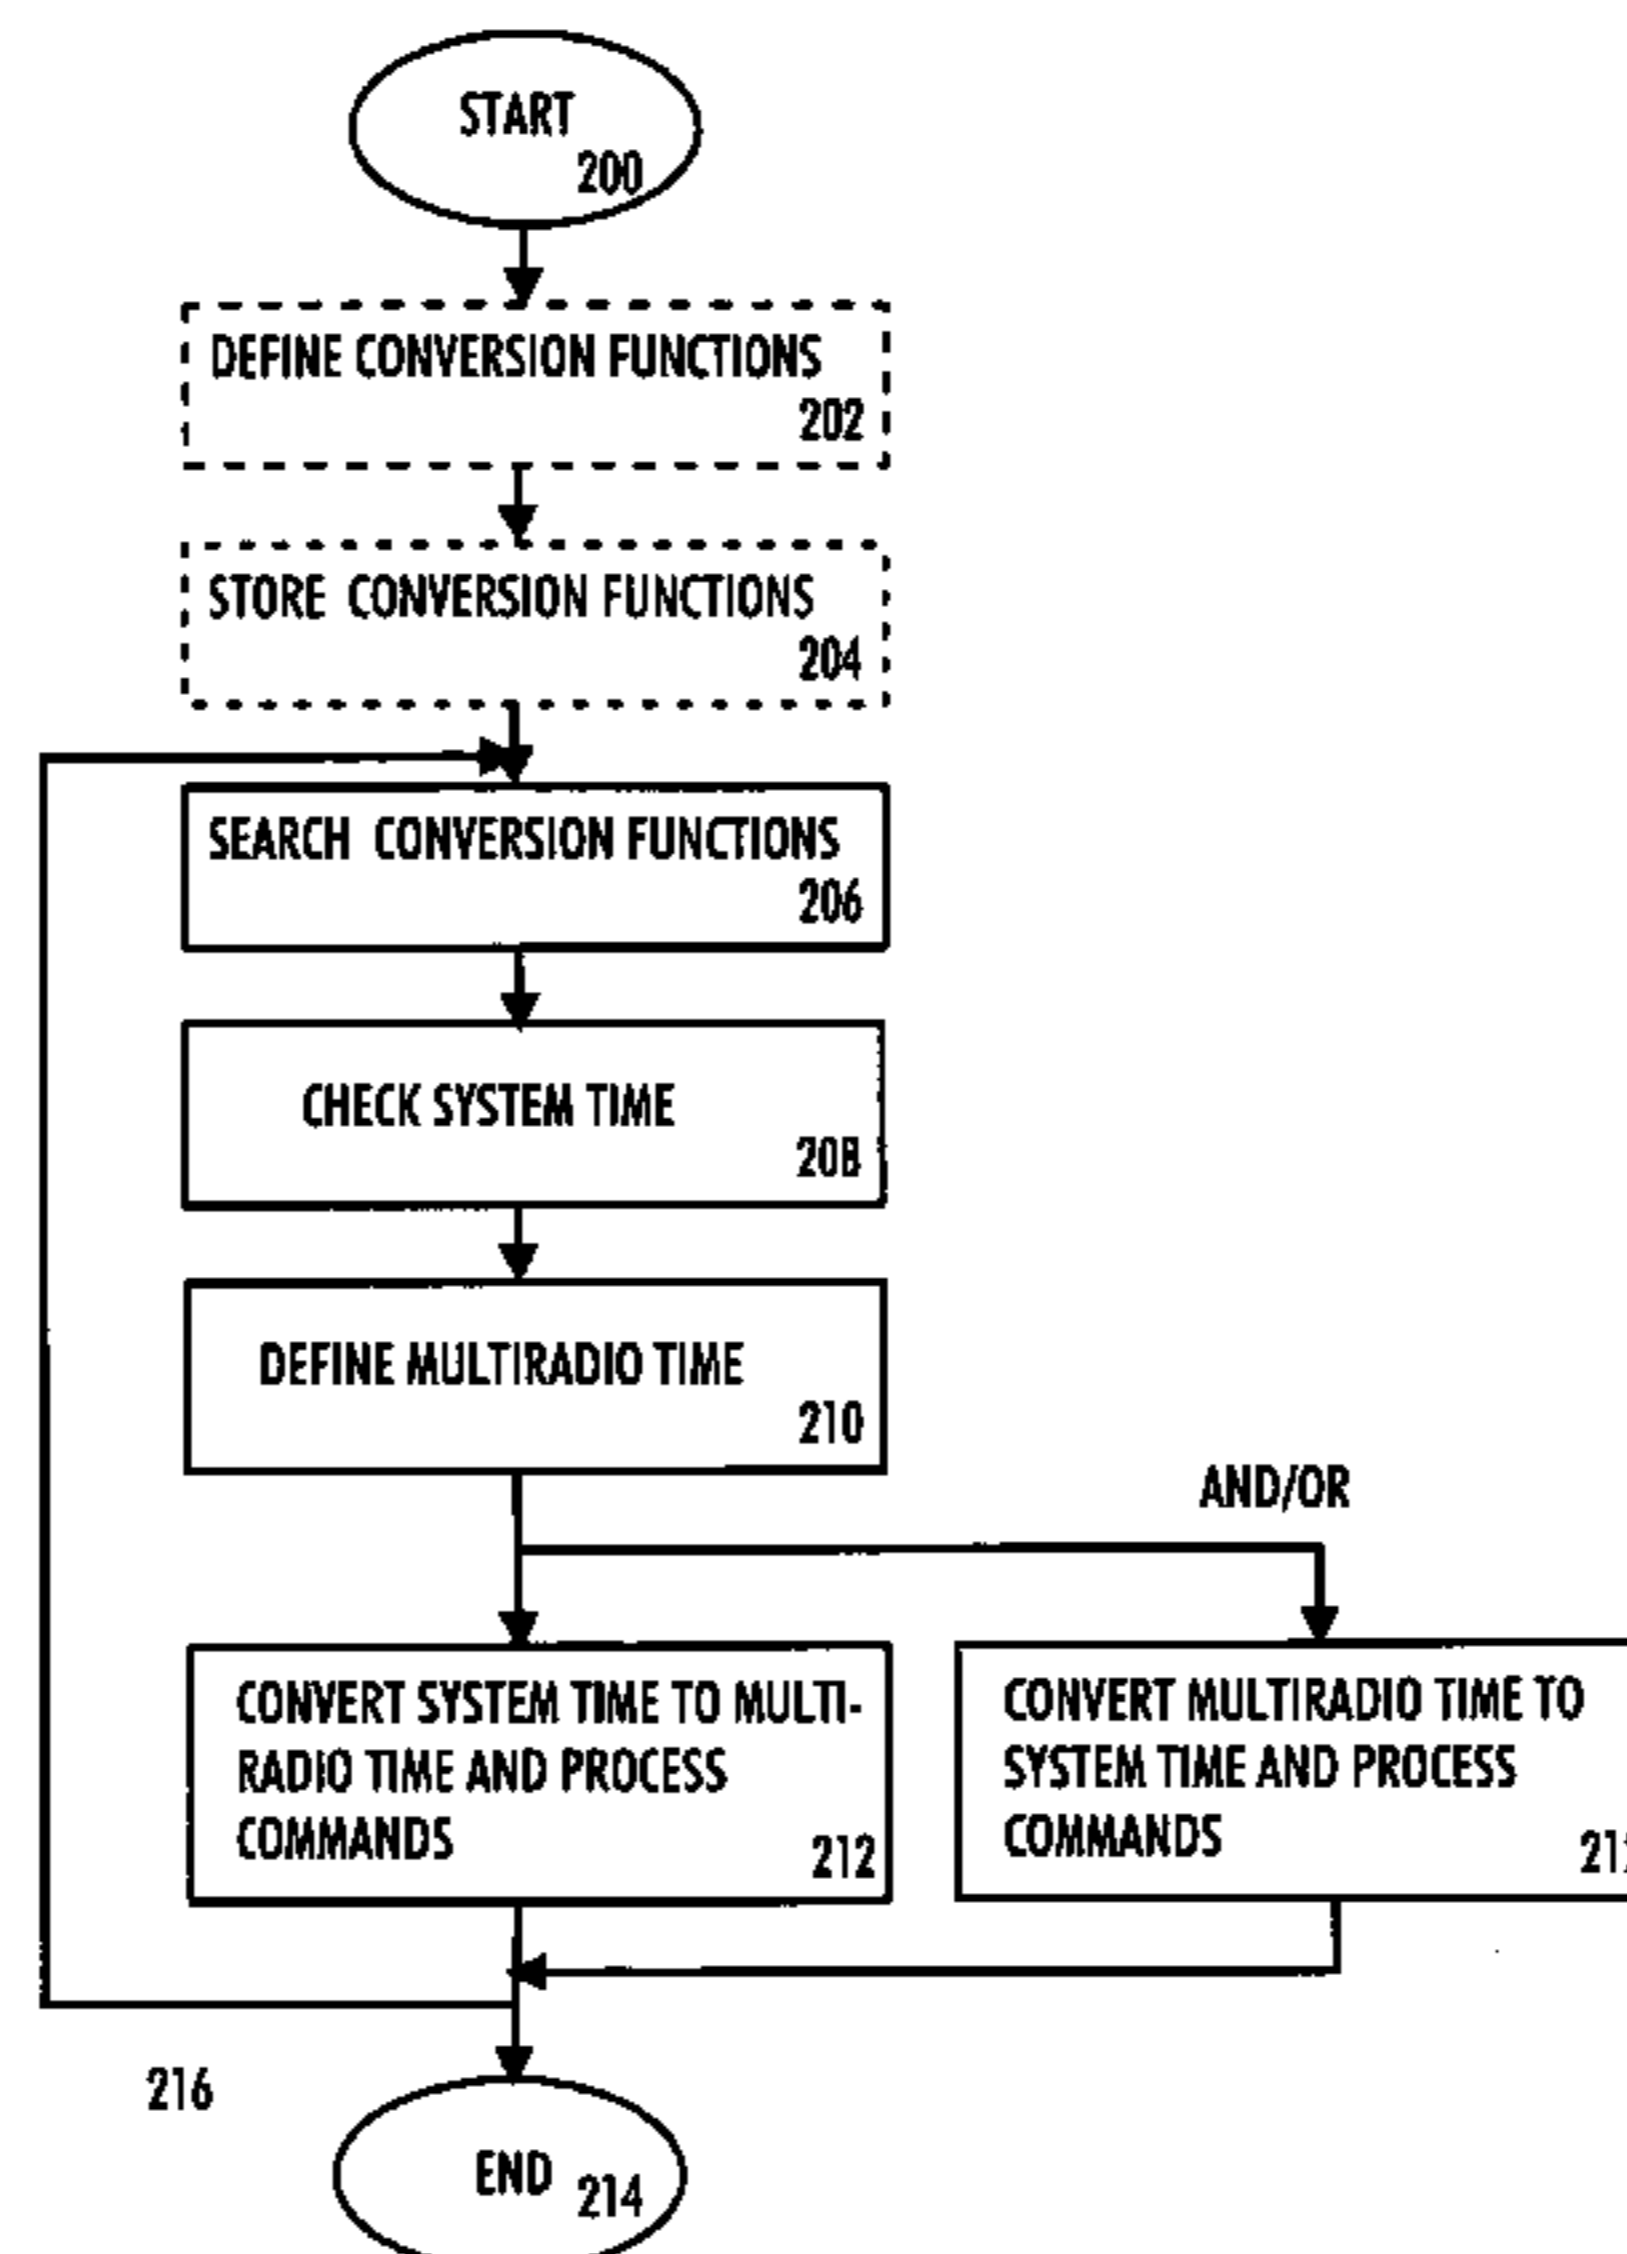 START
200
DEFINE CONVERSION FUNCTIONS
202
STORE CONVERSION FUNCTIONS
204
SEARCH CONVERSION FUNCTIONS
206
CHECK SYSTEM TIME
208
DEFINE MULTIRADIO TIME
210
AND/OR
CONVERT SYSTEM TIME TO MULTI-
RADIO TIME AND PROCESS
COMMANDS
212
CONVERT MULTIRADIO TIME TO
SYSTEM TIME AND PROCESS
COMMANDS
216
END
214